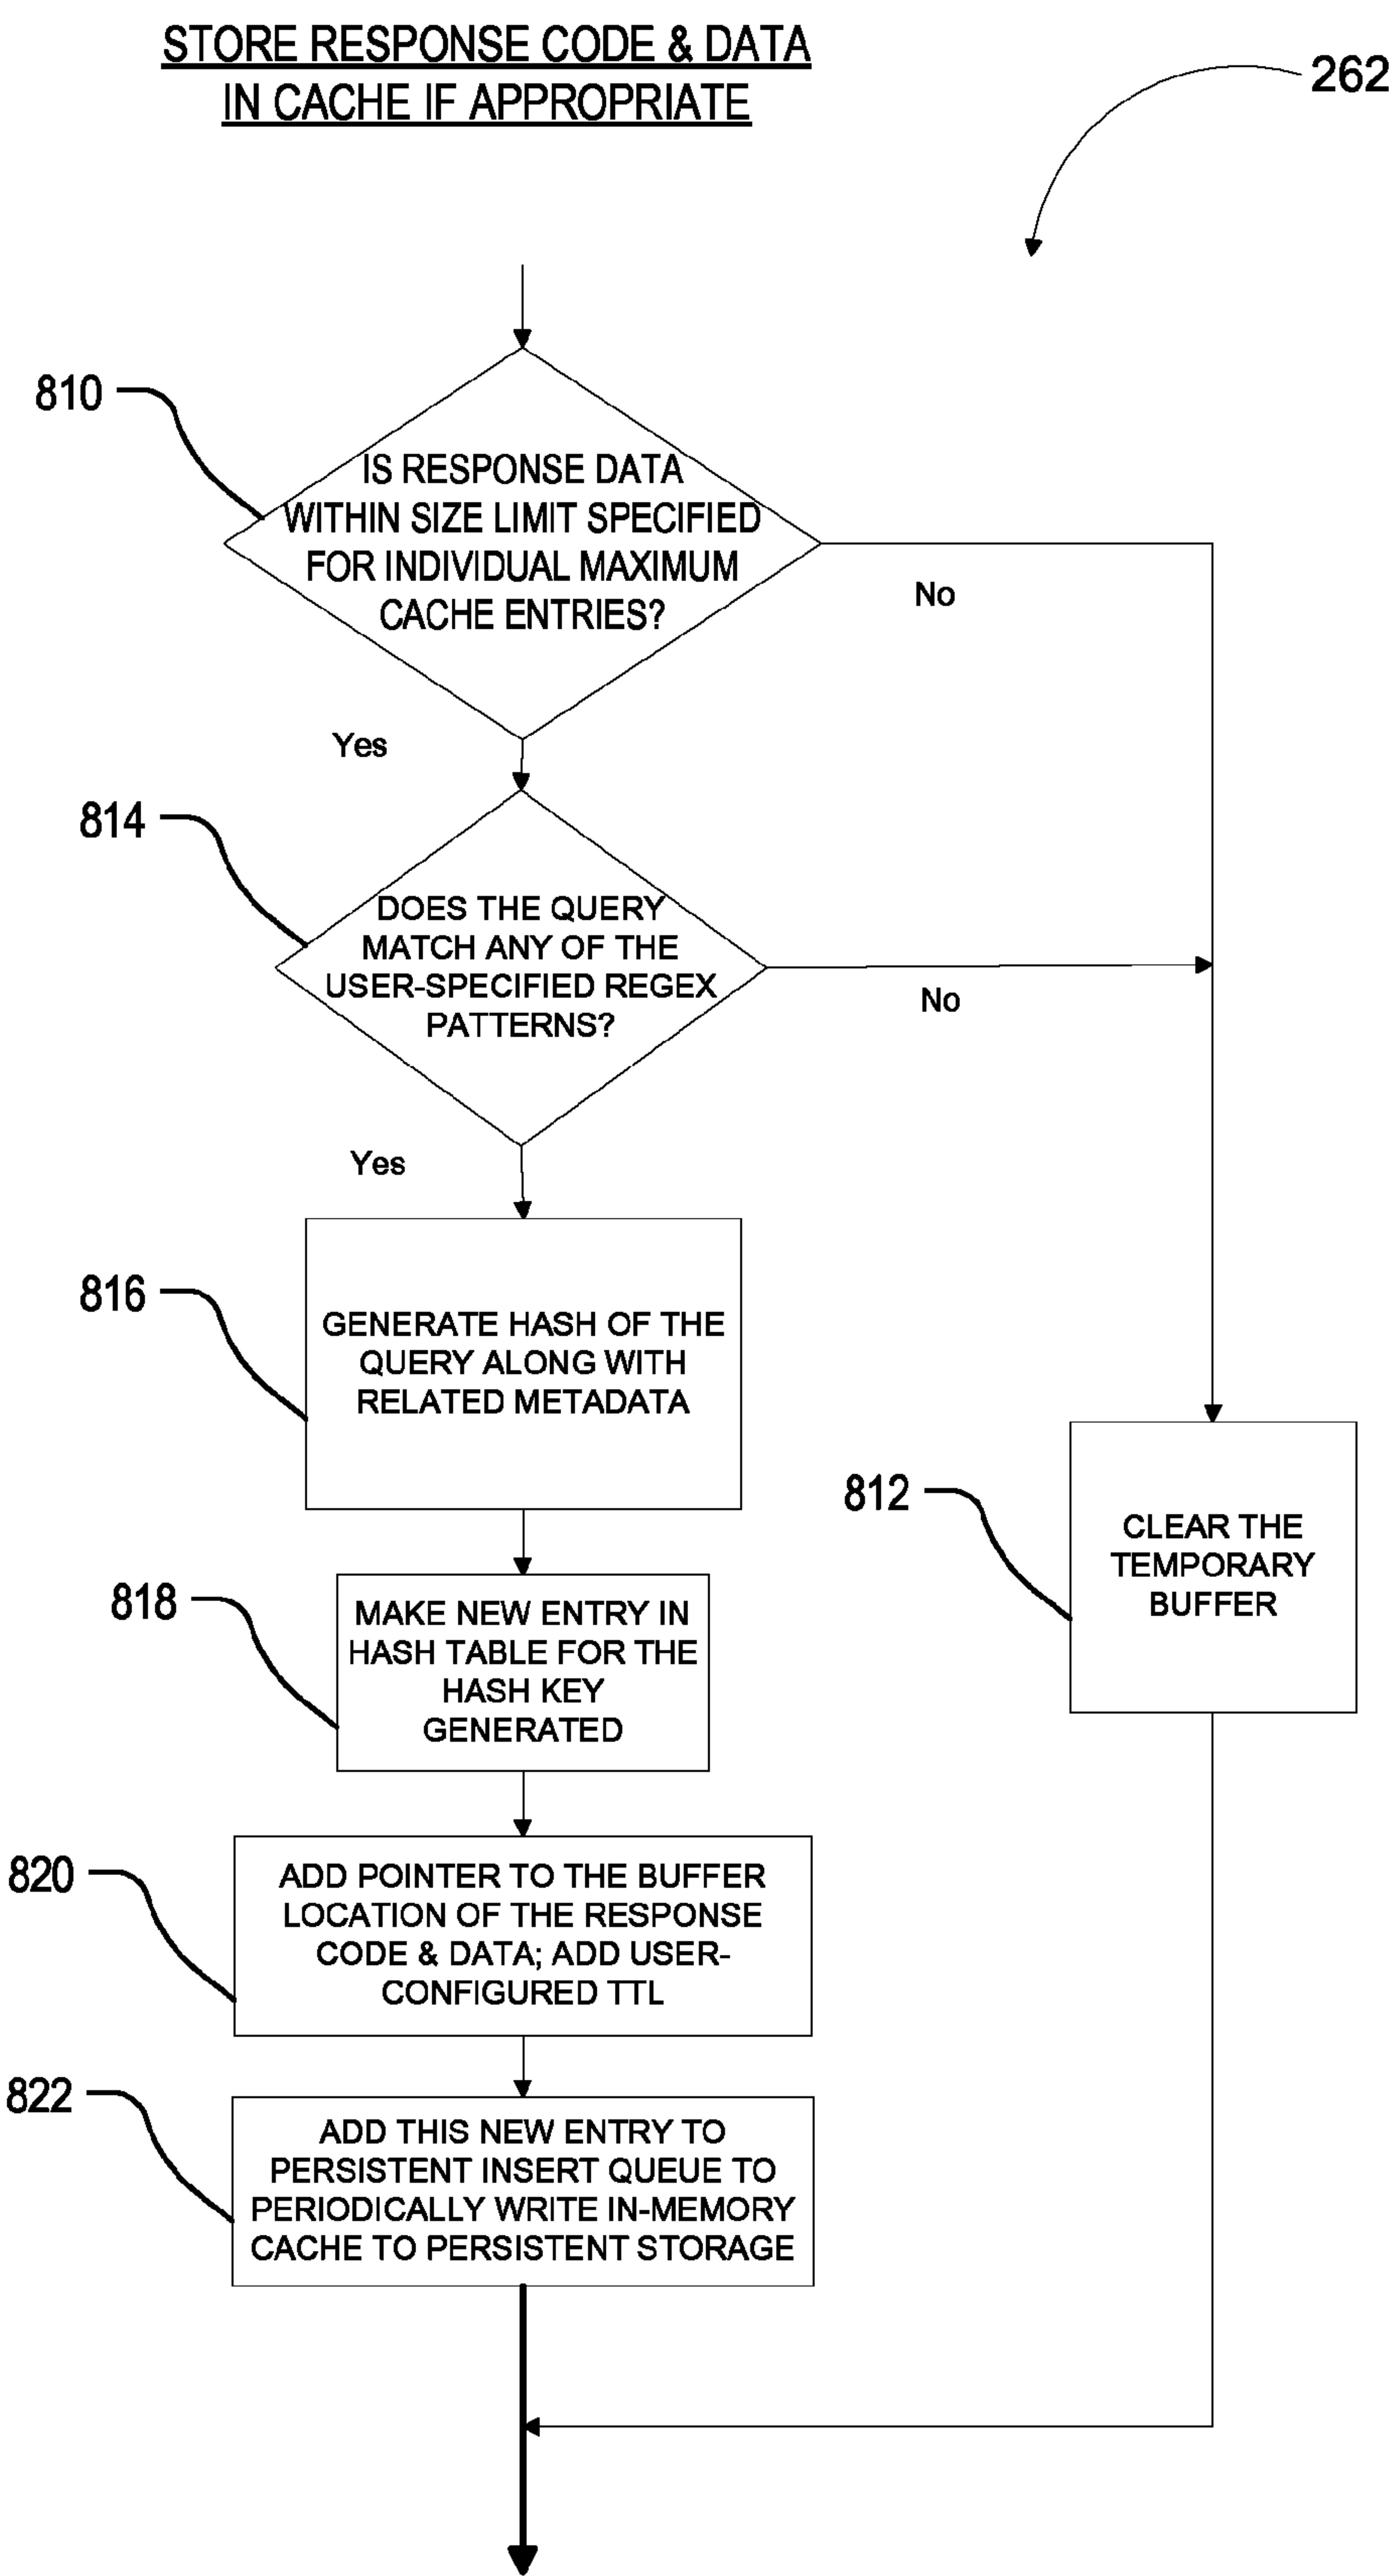 STORE RESPONSE CODE & DATA
IN CACHE IF APPROPRIATE
262
810
IS RESPONSE DATA
WITHIN SIZE LIMIT SPECIFIED
FOR INDIVIDUAL MAXIMUM
CACHE ENTRIES?
No
Yes
814
DOES THE QUERY
MATCH ANY OF THE
USER-SPECIFIED REGEX
PATTERNS?
No
Yes
816
GENERATE HASH OF THE
QUERY ALONG WITH
RELATED METADATA
812
CLEAR THE
TEMPORARY
BUFFER
818
MAKE NEW ENTRY IN
HASH TABLE FOR THE
HASH KEY
GENERATED
820
ADD POINTER TO THE BUFFER
LOCATION OF THE RESPONSE
CODE & DATA; ADD USER-
CONFIGURED TTL
822
ADD THIS NEW ENTRY TO
PERSISTENT INSERT QUEUE TO
PERIODICALLY WRITE IN-MEMORY
CACHE TO PERSISTENT STORAGE